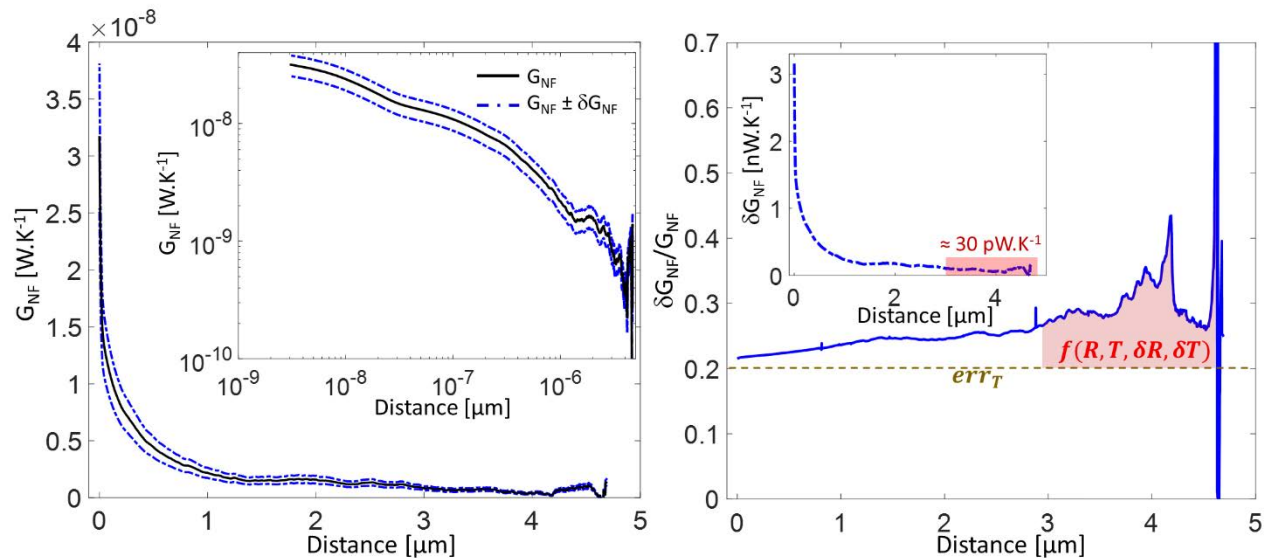 ×10⁻⁸
4
3.5
3
2.5
2
1.5
1
0.5
0
G_NF [W.K⁻¹]
0 1 2 3 4 5
Distance [μm]
10⁻⁸
10⁻⁹
10⁻¹⁰
G_NF [W.K⁻¹]
10⁻⁹ 10⁻⁸ 10⁻⁷ 10⁻⁶
Distance [μm]
G_NF
G_NF ± δG_NF
0.7
0.6
0.5
0.4
0.3
0.2
0.1
0
δG_NF/G_NF
0 1 2 3 4 5
Distance [μm]
3
2
1
0
δG_NF [nW.K⁻¹]
0 2 4
Distance [μm]
≈ 30 pW.K⁻¹
f(R, T, δR, δT)
err_T